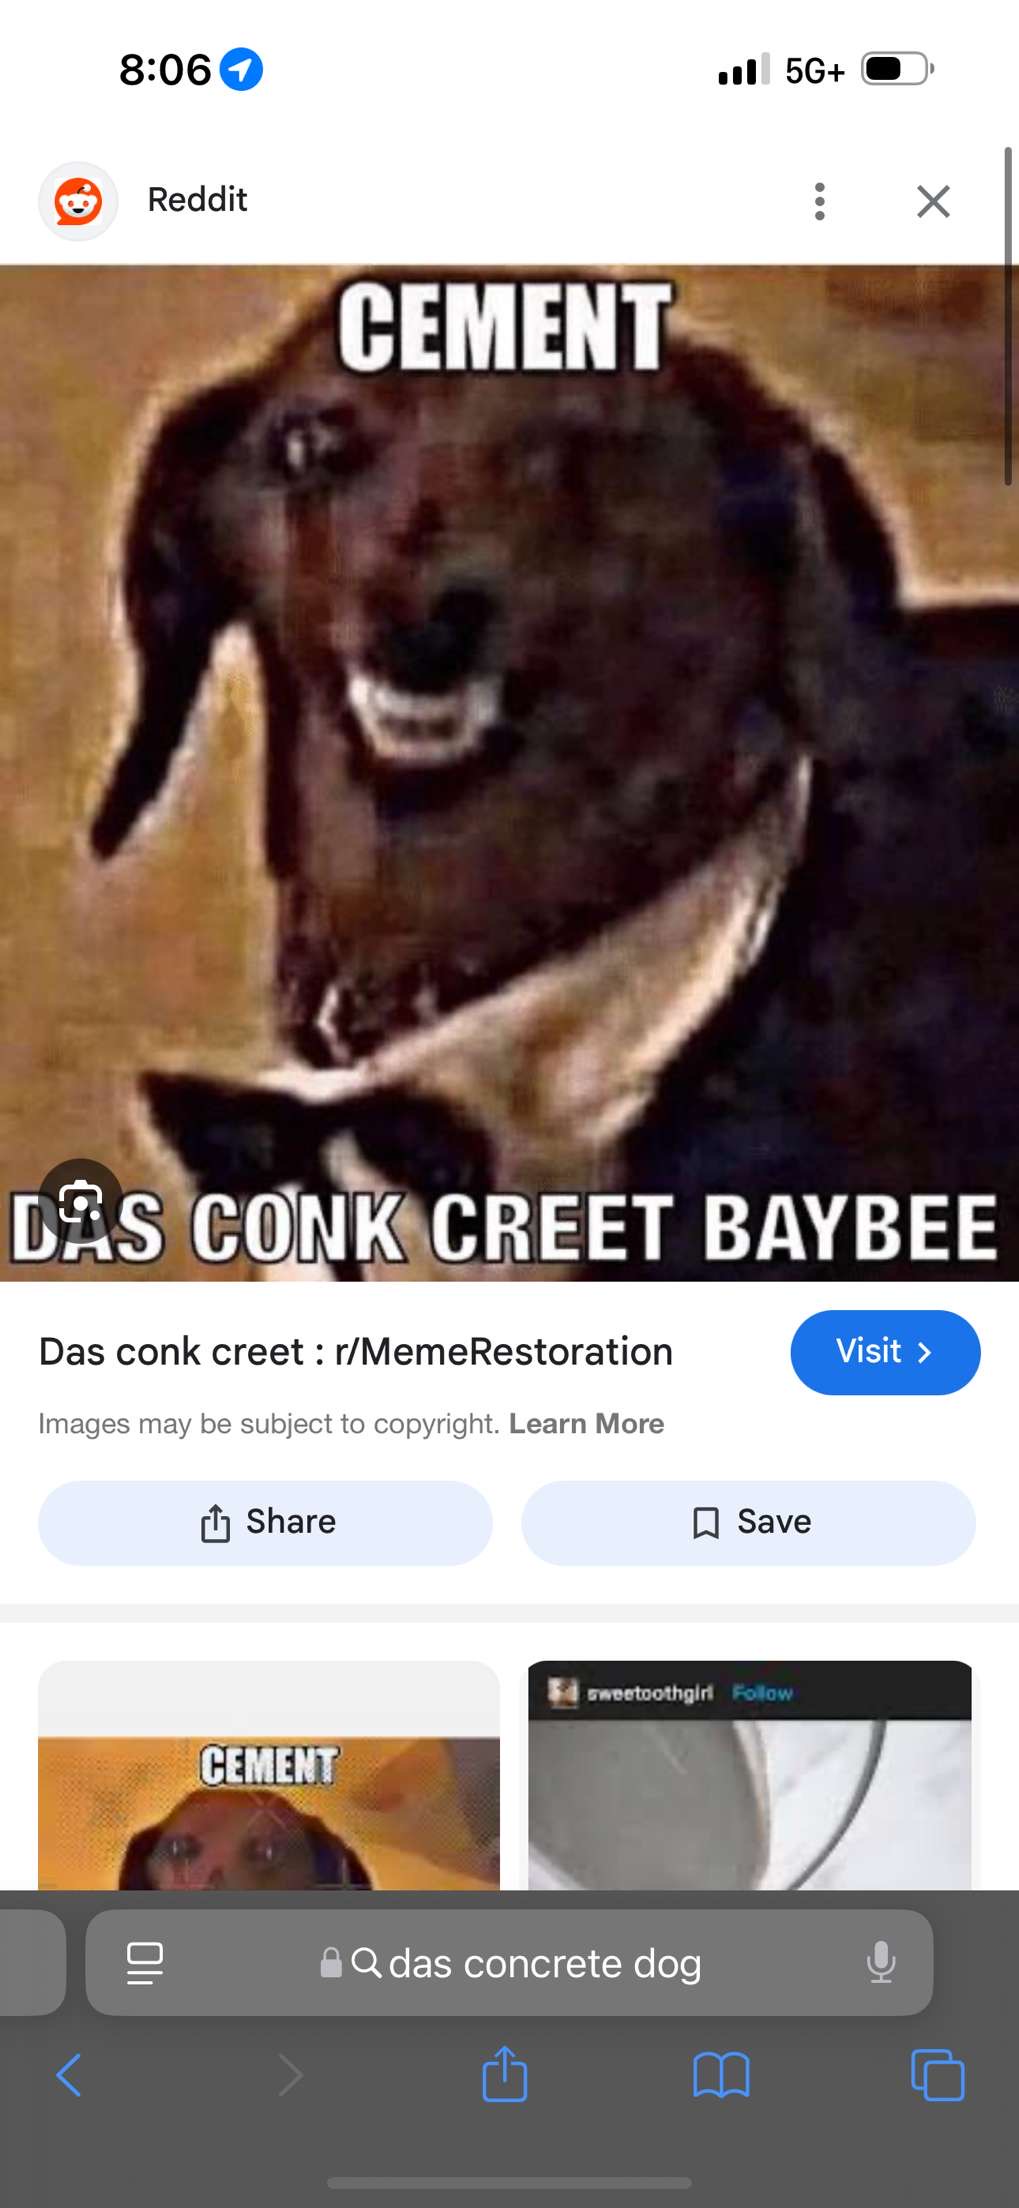 8:06
5G+
Reddit
CEMENT
DAS CONK CREET BAYBEE
Das conk creet : r/MemeRestoration
Visit
Images may be subject to copyright. Learn More
Share
Save
sweetoothgirl Follow
CEMENT
das concrete dog